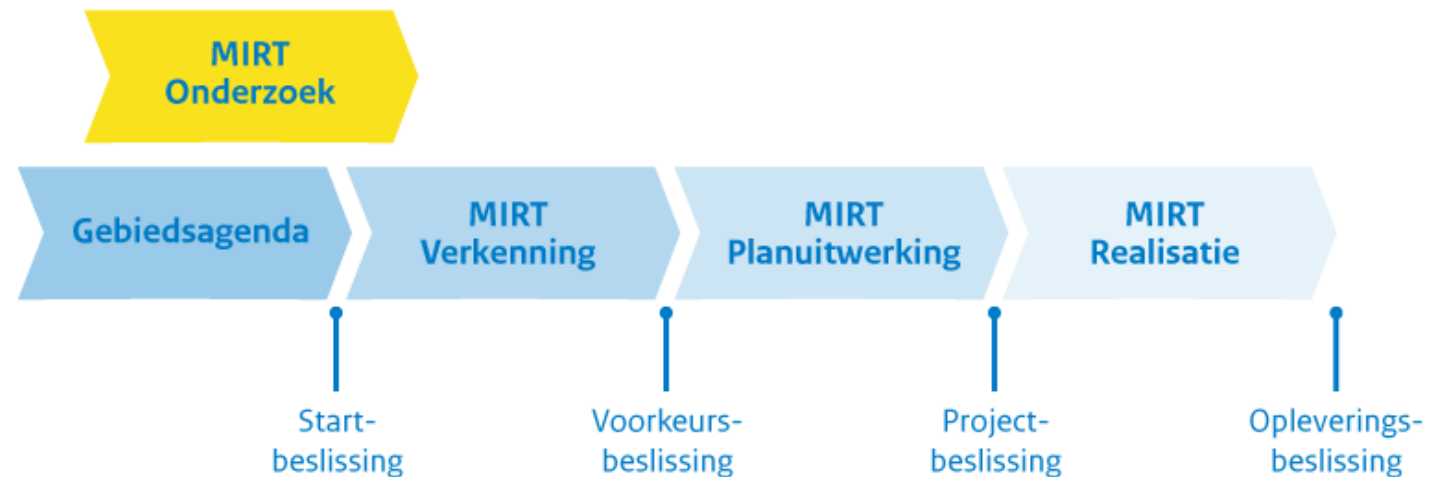 MIRT
Onderzoek
Gebiedsagenda
MIRT
Verkenning
MIRT
Planuitwerking
MIRT
Realisatie
Start-
beslissing
Voorkeurs-
beslissing
Project-
beslissing
Opleverings-
beslissing